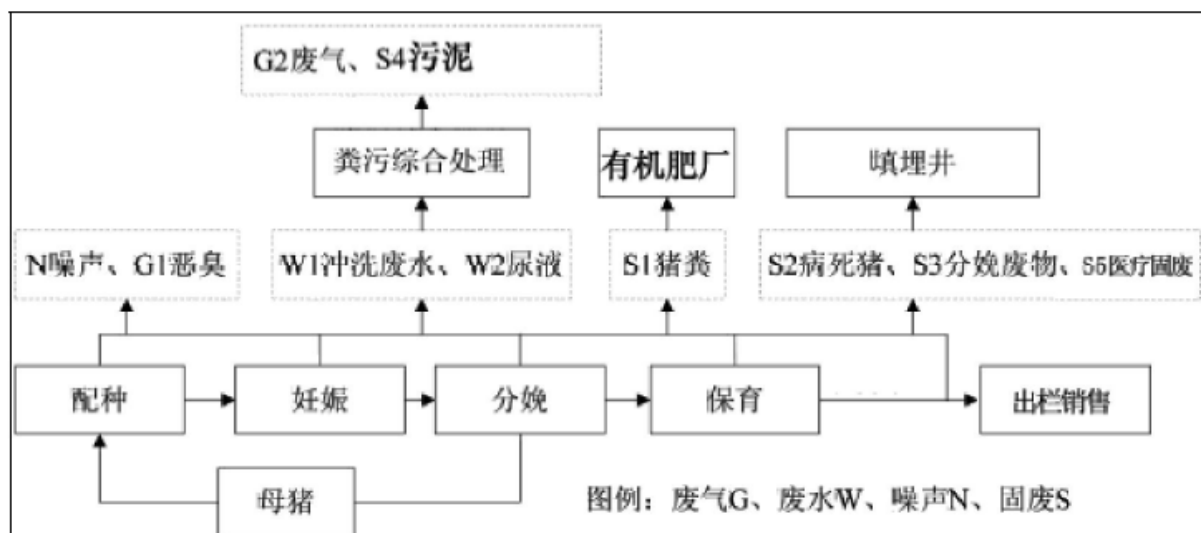 G2废气、S4污泥
粪污综合处理
有机肥厂
填埋井
N噪声、G1恶臭
W1冲洗废水、W2尿液
S1猪粪
S2病死猪、S3分娩废物、S5医疗固废
配种
妊娠
分娩
保育
出栏销售
母猪
图例：废气G、废水W、噪声N、固废S